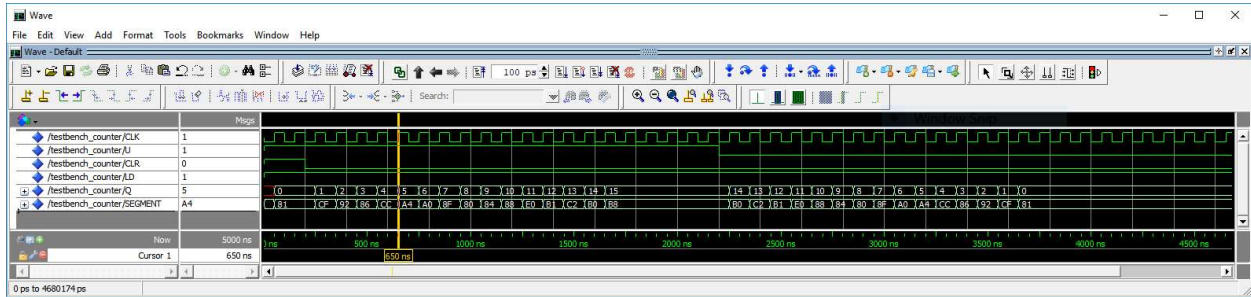 Wave
File Edit View Add Format Tools Bookmarks Window Help
Wave - Default
100 ps
Search:
Window Snip
Msgs
/testbench_counter/CLK 1
/testbench_counter/U 1
/testbench_counter/CLR 0
/testbench_counter/LD 1
/testbench_counter/Q 5 0 1 2 3 4 5 6 7 8 9 10 11 12 13 14 15 14 13 12 11 10 9 8 7 6 5 4 3 2 1 0
/testbench_counter/SEGMENT A4 81 CF 92 86 CC A4 A0 8F 80 84 88 E0 B1 C2 B0 B8 B0 C2 B1 E0 88 84 80 8F A0 A4 CC 86 92 CF 81
Now 5000 ns ns 500 ns 1000 ns 1500 ns 2000 ns 2500 ns 3000 ns 3500 ns 4000 ns 4500 ns
Cursor 1 650 ns 650 ns
0 ps to 4680174 ps